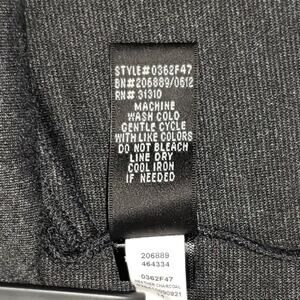 STYLE#0362F47
BN#206889/0612
RN# 31310
MACHINE
WASH COLD
GENTLE CYCLE
WITH LIKE COLORS
DO NOT BLEACH
LINE DRY
COOL IRON
IF NEEDED
206889
464334
0362F47
CHARCOAL